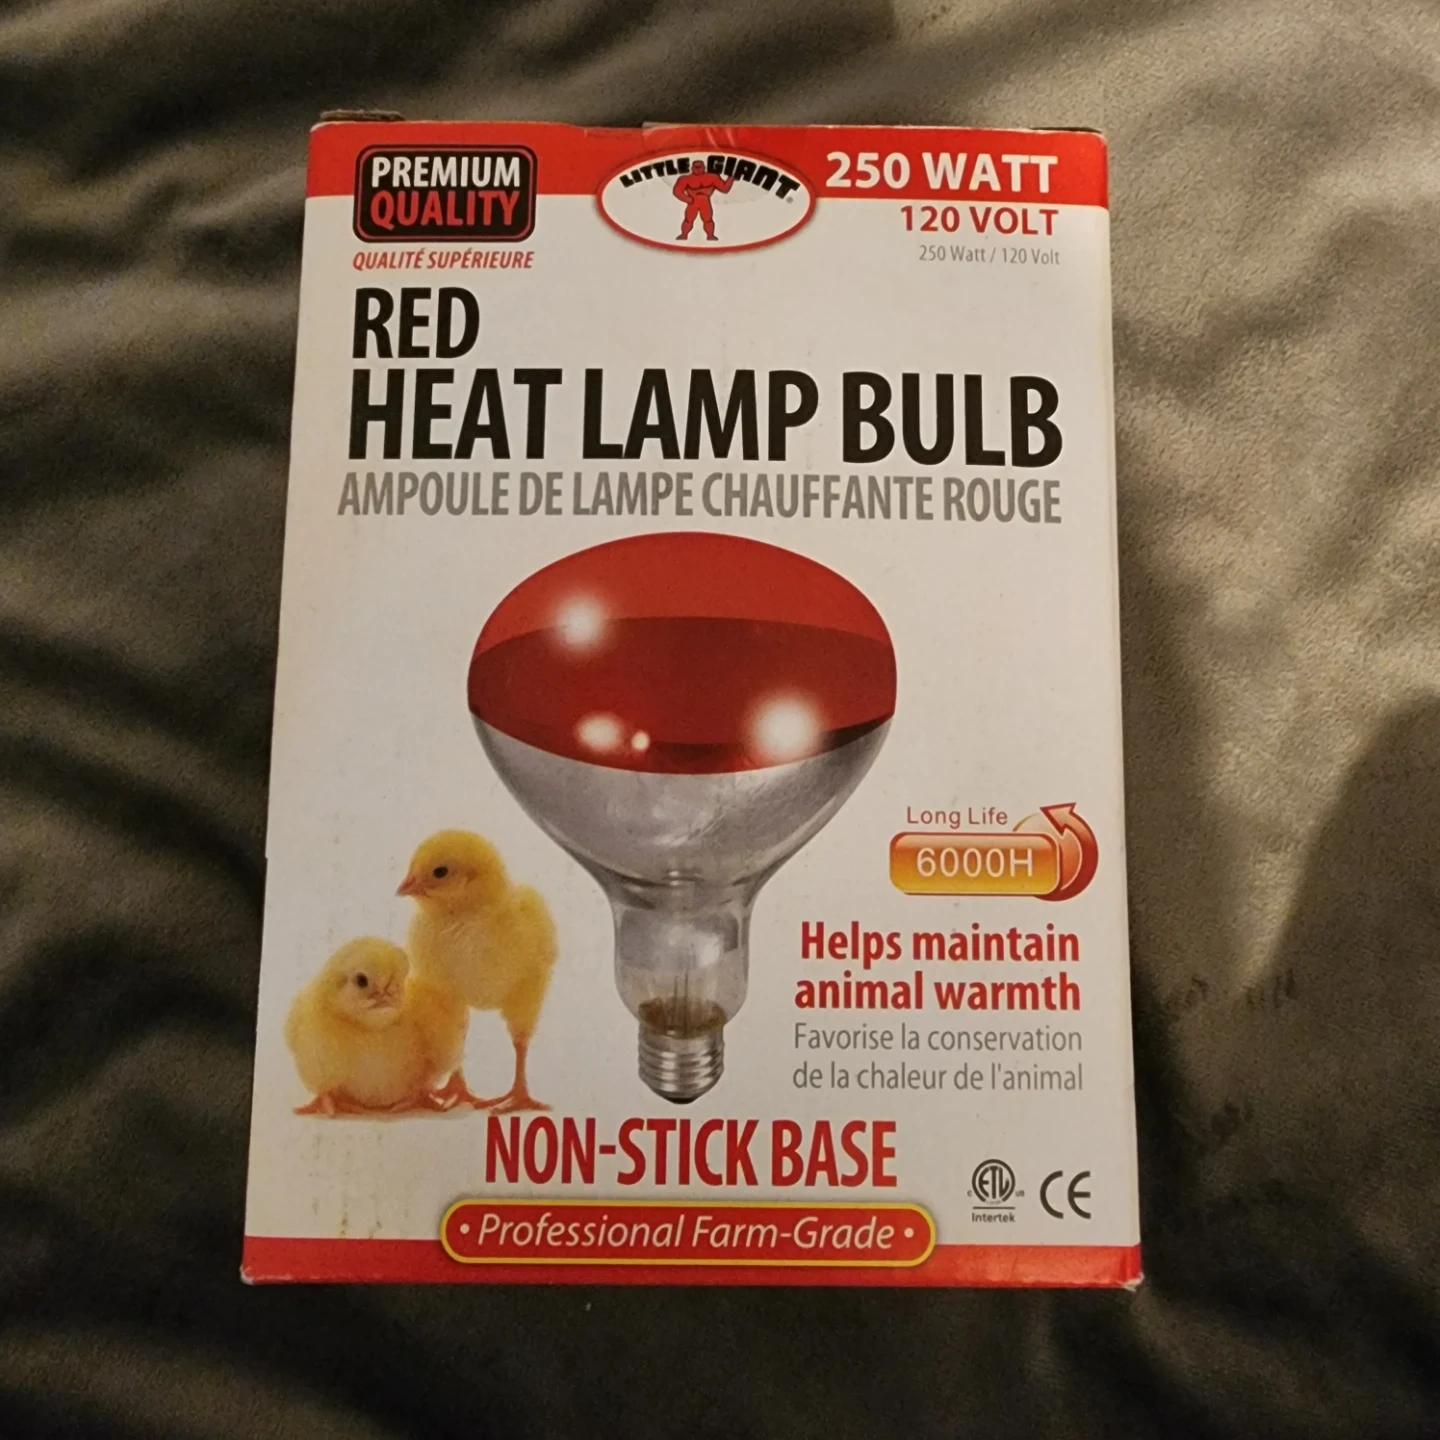 PREMIUM
QUALITY
QUALITÉ SUPÉRIEURE
LITTLE GIANT®
250 WATT
120 VOLT
250 Watt / 120 Volt
RED
HEAT LAMP BULB
AMPOULE DE LAMPE CHAUFFANTE ROUGE
Long Life
6000H
Helps maintain
animal warmth
Favorise la conservation
de la chaleur de l'animal
NON-STICK BASE
• Professional Farm-Grade •
C ETL US
Intertek
CE